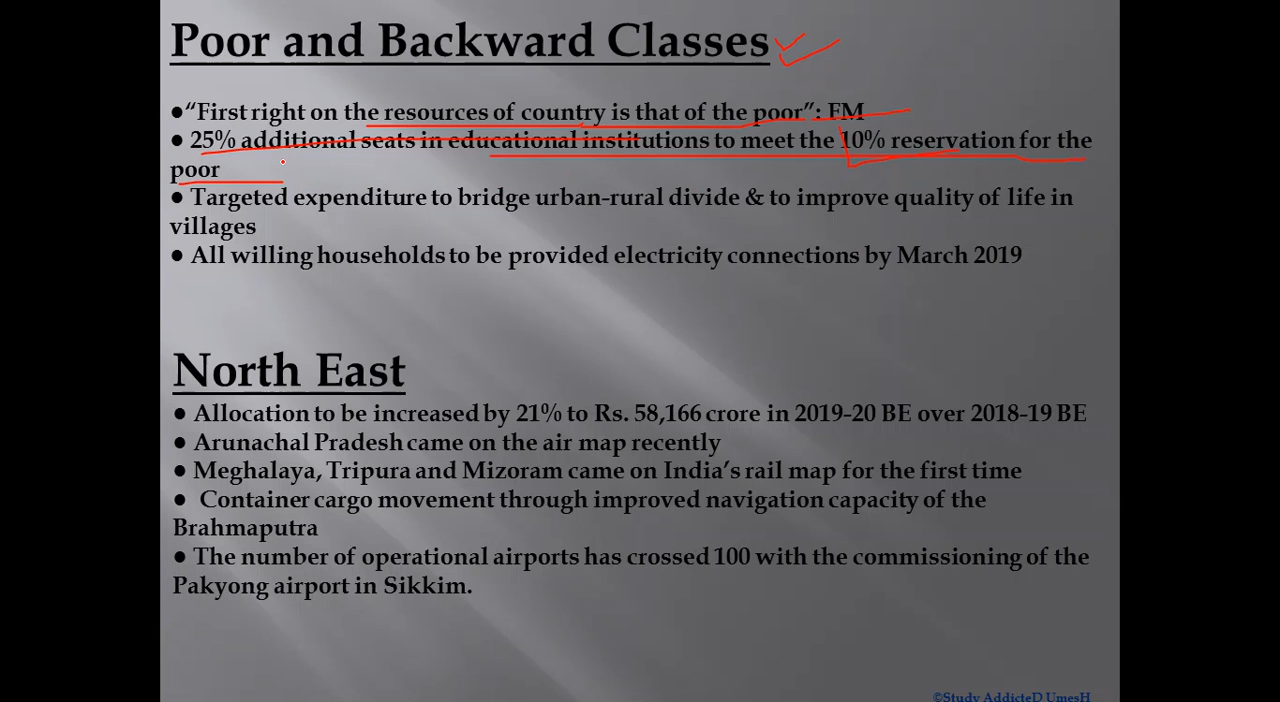 Poor and Backward Classes
●“First right on the resources of country is that of the poor”: FM
● 25% additional seats in educational institutions to meet the 10% reservation for the
poor
● Targeted expenditure to bridge urban-rural divide & to improve quality of life in
villages
● All willing households to be provided electricity connections by March 2019
North East
● Allocation to be increased by 21% to Rs. 58,166 crore in 2019-20 BE over 2018-19 BE
● Arunachal Pradesh came on the air map recently
● Meghalaya, Tripura and Mizoram came on India’s rail map for the first time
● Container cargo movement through improved navigation capacity of the
Brahmaputra
● The number of operational airports has crossed 100 with the commissioning of the
Pakyong airport in Sikkim.
©Study AddicteD UmesH